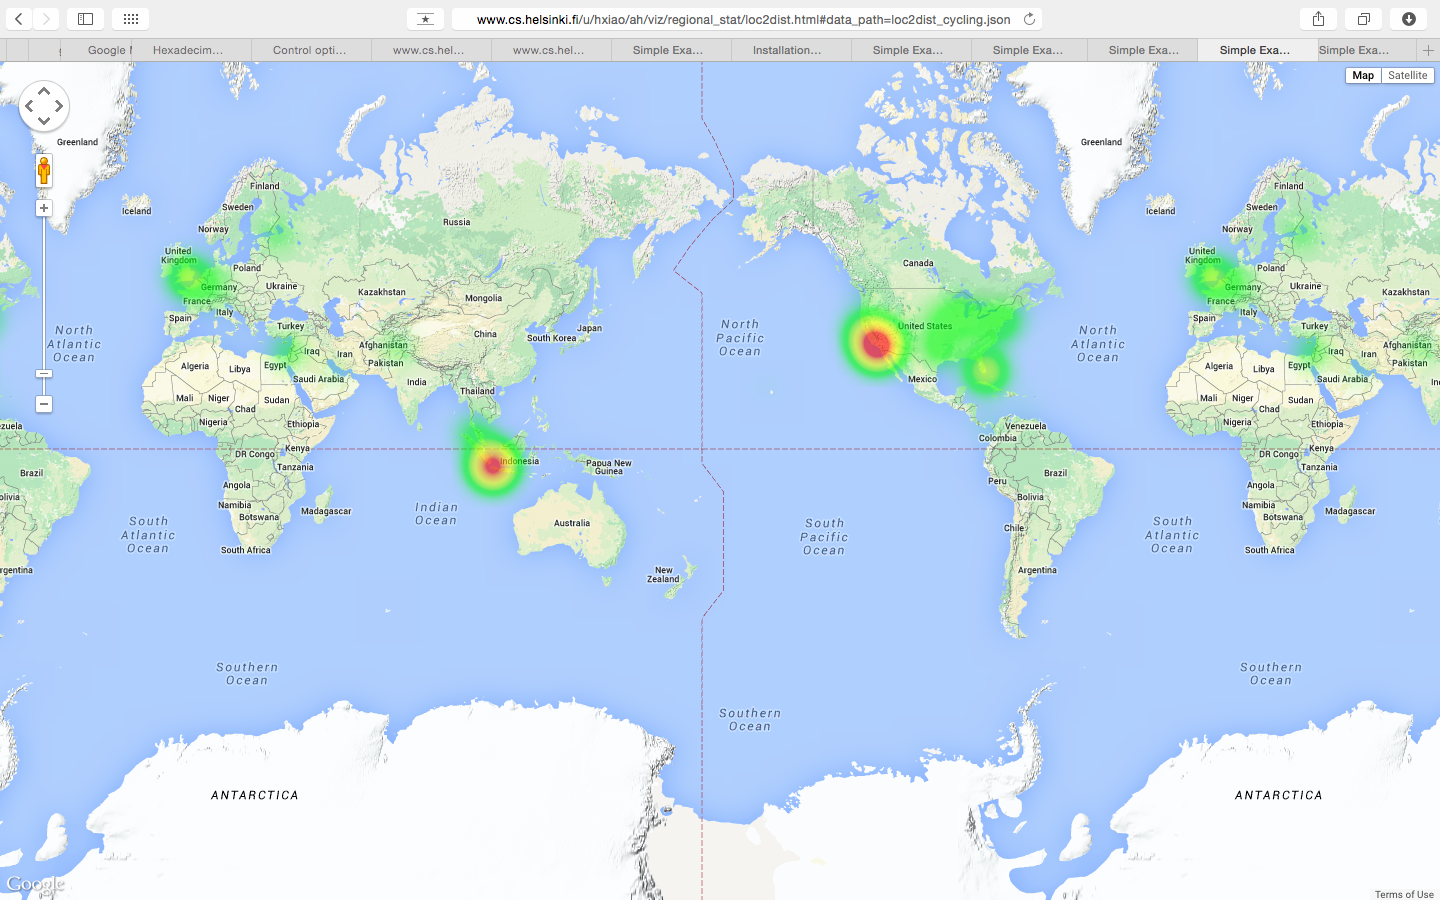 www.cs.helsinki.fi/u/hxiao/ah/viz/regional_stat/loc2dist.html#data_path=loc2dist_cycling.json
Google M
Hexadecim...
Control opti...
www.cs.hel...
www.cs.hel...
Simple Exa...
Installation...
Simple Exa...
Simple Exa...
Simple Exa...
Simple Exa...
Simple Exa...
Map
Satellite
Greenland
Iceland
Finland
Sweden
Norway
Russia
United
Kingdom
Poland
Germany
Ukraine
France
Italy
Spain
Turkey
Kazakhstan
Mongolia
China
Japan
South Korea
Afghanistan
Iraq
Iran
Pakistan
Algeria
Libya
Egypt
Saudi Arabia
India
Thailand
Mali
Niger
Sudan
Chad
Nigeria
Ethiopia
DR Congo
Kenya
Tanzania
Angola
Namibia
Botswana
Madagascar
South Africa
Indonesia
Papua New
Guinea
Australia
New
Zealand
North
Atlantic
Ocean
South
Atlantic
Ocean
Indian
Ocean
Southern
Ocean
ANTARCTICA
zuela
Brazil
olivia
rgentina
North
Pacific
Ocean
South
Pacific
Ocean
Southern
Ocean
Canada
United States
Mexico
Venezuela
Colombia
Peru
Brazil
Bolivia
Chile
Argentina
Greenland
Iceland
Finland
Sweden
Norway
United
Kingdom
Poland
Germany
Ukraine
France
Italy
Spain
Turkey
Kazakhstan
Afghanistan
Iraq
Iran
Pakistan
Algeria
Libya
Egypt
Saudi Arabia
Mali
Niger
Sudan
Chad
Nigeria
Ethiopia
DR Congo
Kenya
Tanzania
Angola
Namibia
Botswana
Madagascar
South Africa
North
Atlantic
Ocean
South
Atlantic
Ocean
Southern
Ocean
ANTARCTICA
Google
Terms of Use